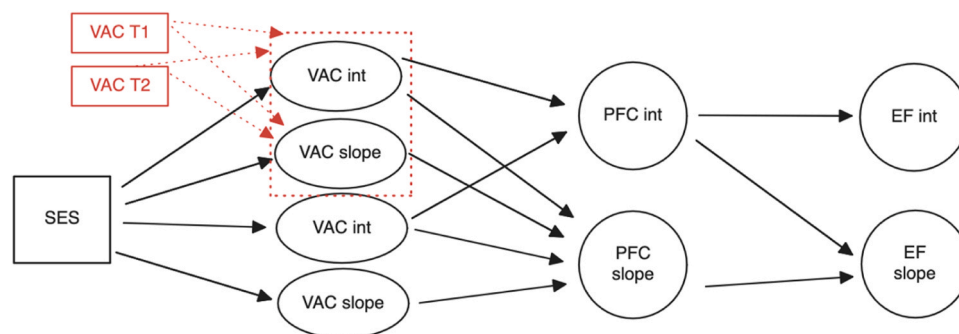 VAC T1
VAC T2
VAC int
VAC slope
VAC int
VAC slope
SES
PFC int
PFC
slope
EF int
EF
slope